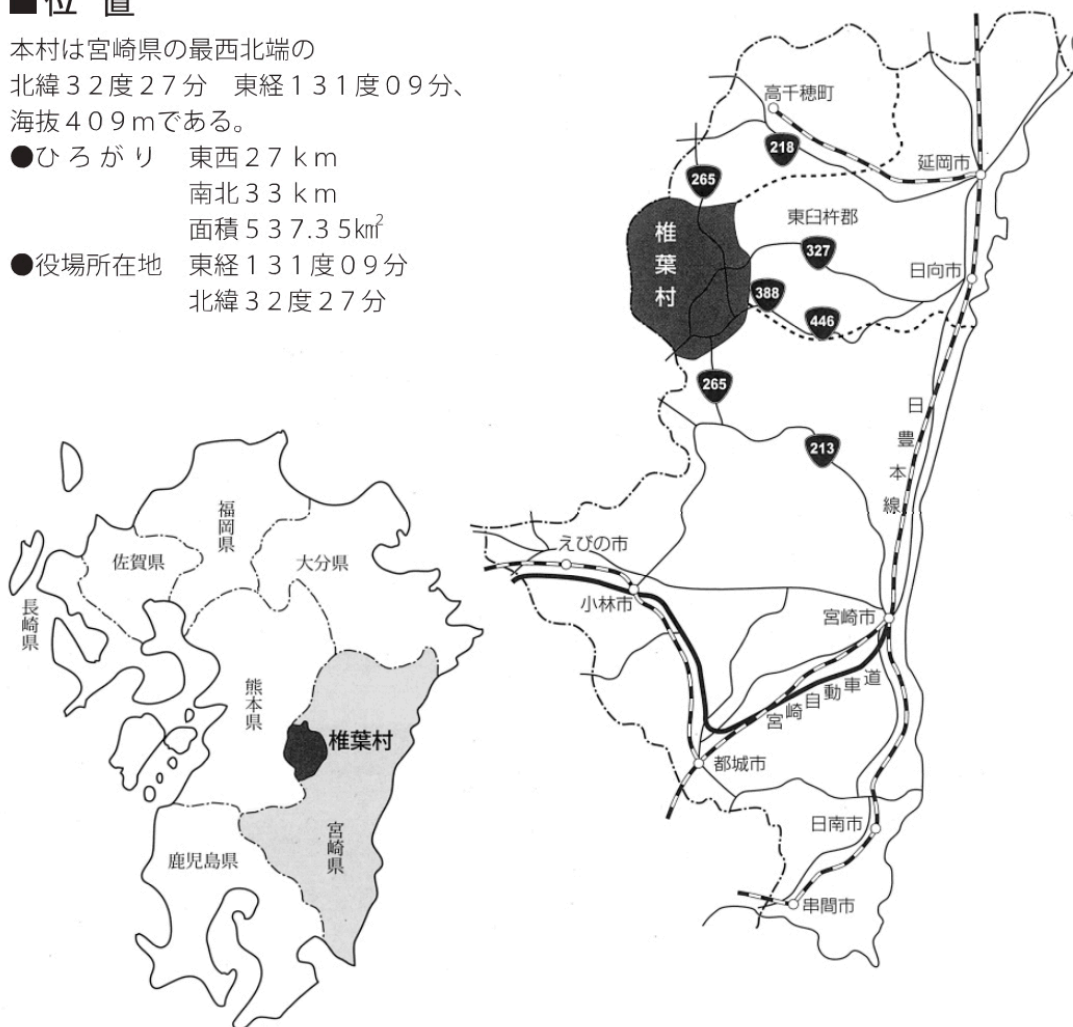 ■位 置
本村は宮崎県の最西北端の
北緯32度27分 東経131度09分、
海抜409mである。
●ひろがり 東西27km
南北33km
面積537.35㎢
●役場所在地 東経131度09分
北緯32度27分
高千穂町
218
延岡市
265
東臼杵郡
椎葉村
327
日向市
388
446
265
日豊本線
213
えびの市
小林市
宮崎市
宮崎自動車道
都城市
日南市
串間市
福岡県
佐賀県
大分県
長崎県
熊本県
椎葉村
宮崎県
鹿児島県